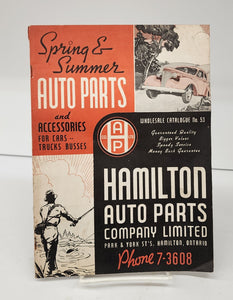 Spring &
Summer
AUTO PARTS
and
ACCESSORIES
FOR CARS —
TRUCKS BUSSES
WHOLESALE CATALOGUE No. 53
HAP
Guaranteed Quality
Bigger Values
Speedy Service
Money Back Guarantee
HAMILTON
AUTO PARTS
COMPANY LIMITED
PARK & YORK ST'S. HAMILTON, ONTARIO
Phone 7-3608